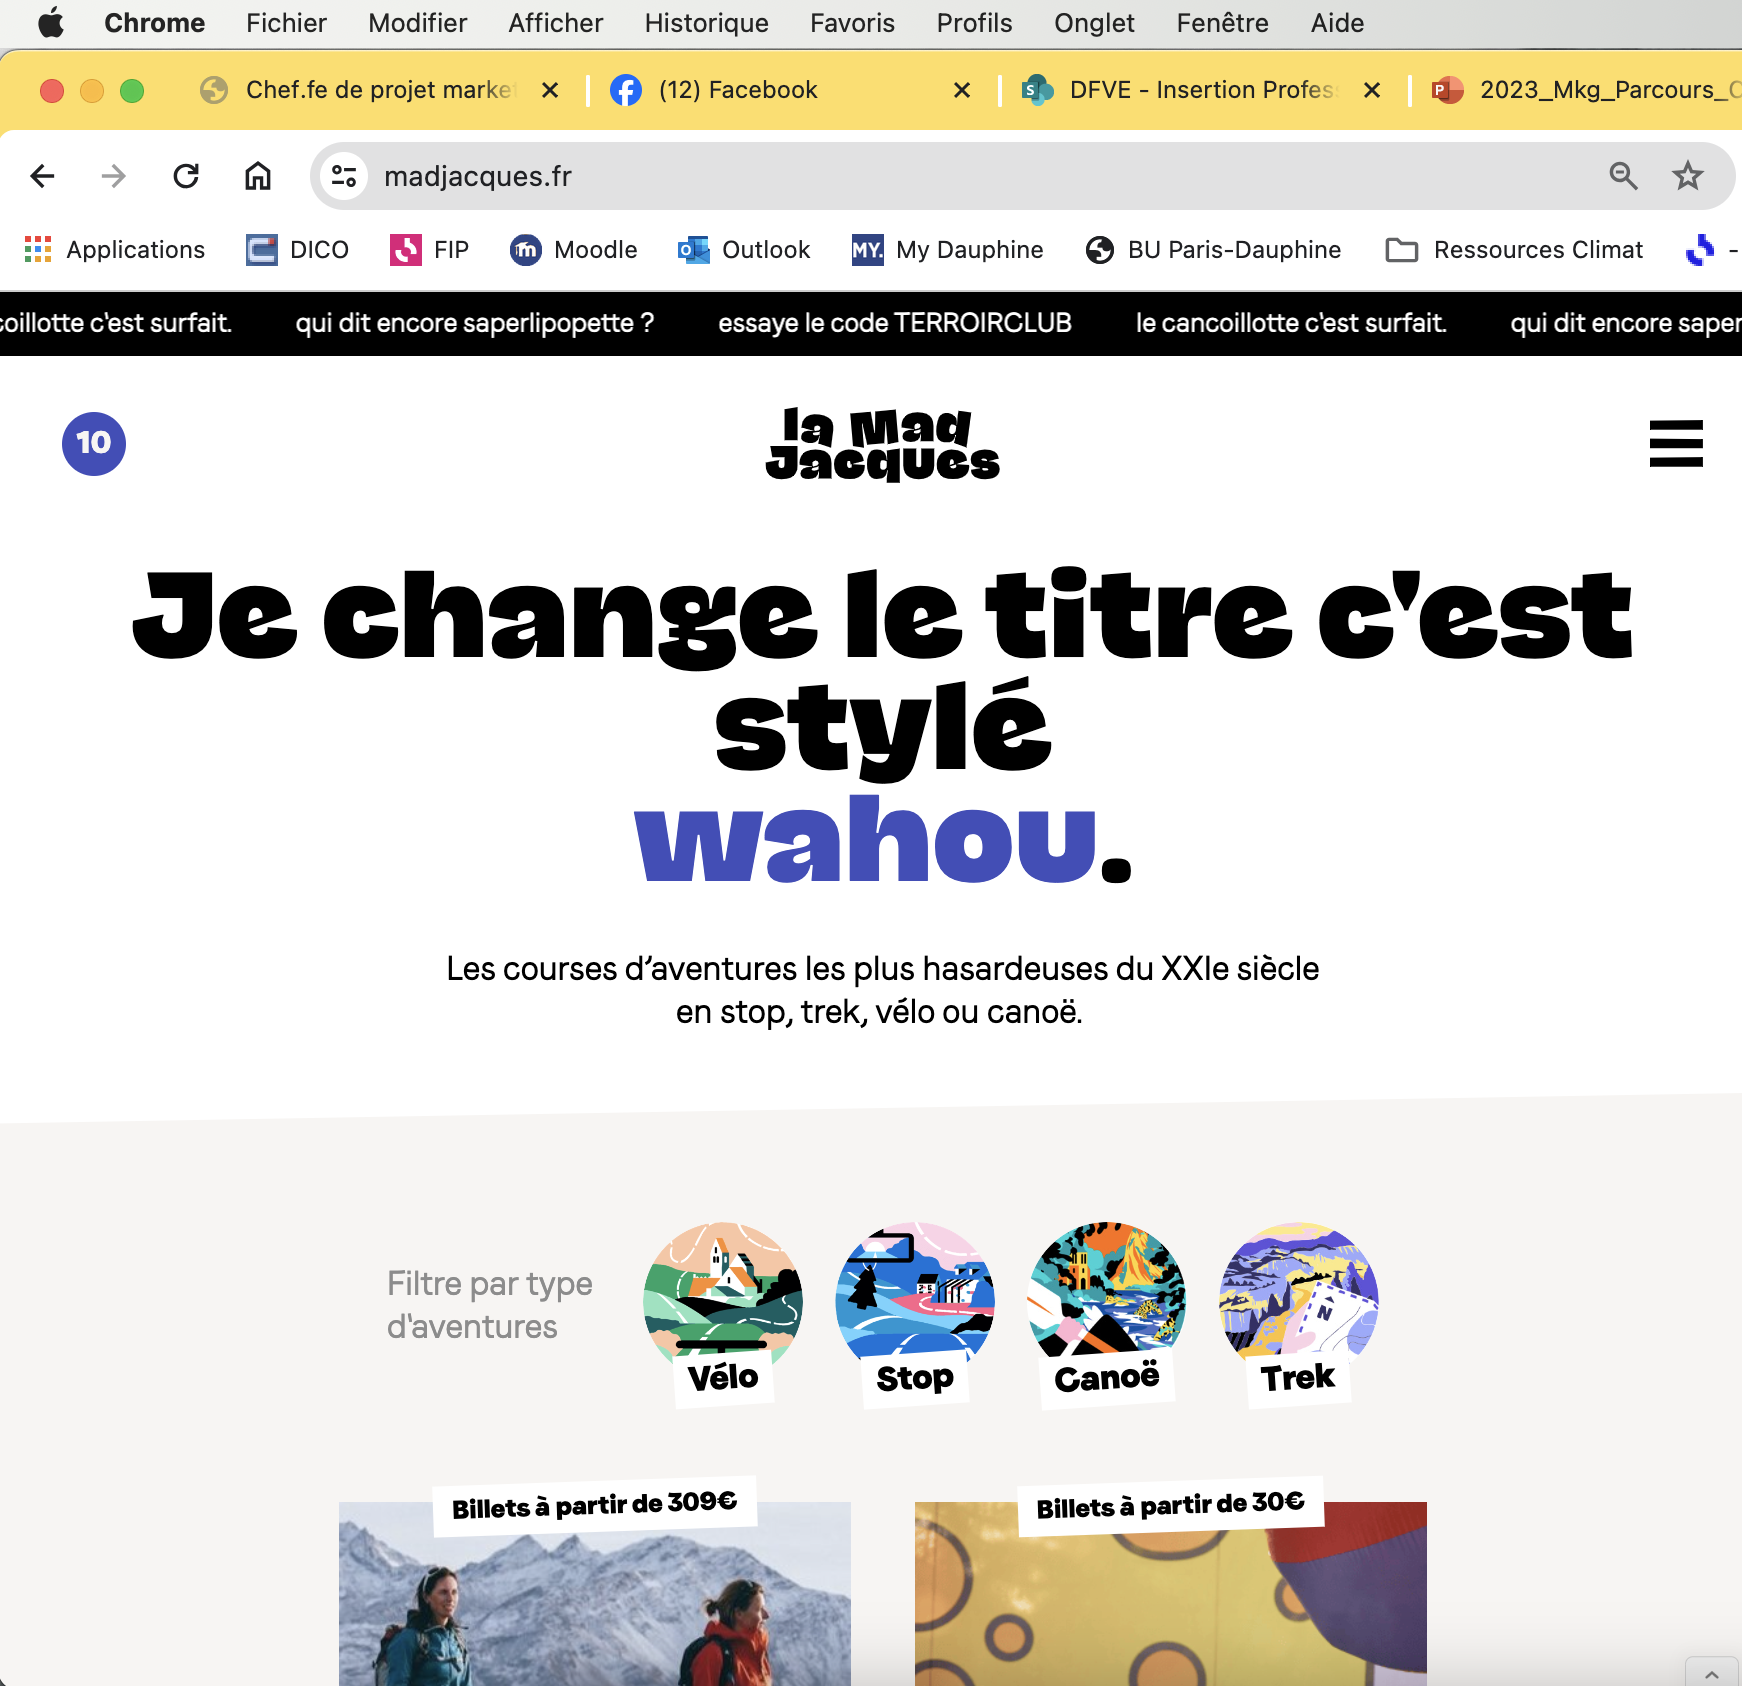 Chrome Fichier Modifier Afficher Historique Favoris Profils Onglet Fenêtre Aide
Chef.fe de projet marke (12) Facebook DFVE - Insertion Profes 2023_Mkg_Parcours_
madjacques.fr
Applications DICO FIP Moodle Outlook MY. My Dauphine BU Paris-Dauphine Ressources Climat -
coillotte c'est surfait. qui dit encore saperlipopette ? essaye le code TERROIRCLUB le cancoillotte c'est surfait. qui dit encore saper
10
la Mad
Jacques
Je change le titre c'est
stylé
wahou.
Les courses d’aventures les plus hasardeuses du XXIe siècle
en stop, trek, vélo ou canoë.
Filtre par type
d'aventures
Vélo Stop Canoë Trek
N
Billets à partir de 309€ Billets à partir de 30€